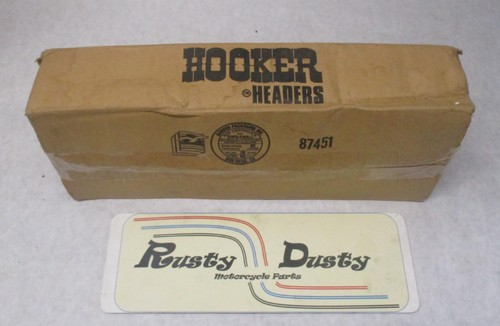 HOOKER
HEADERS
87451
Rusty Dusty
Motorcycle Parts